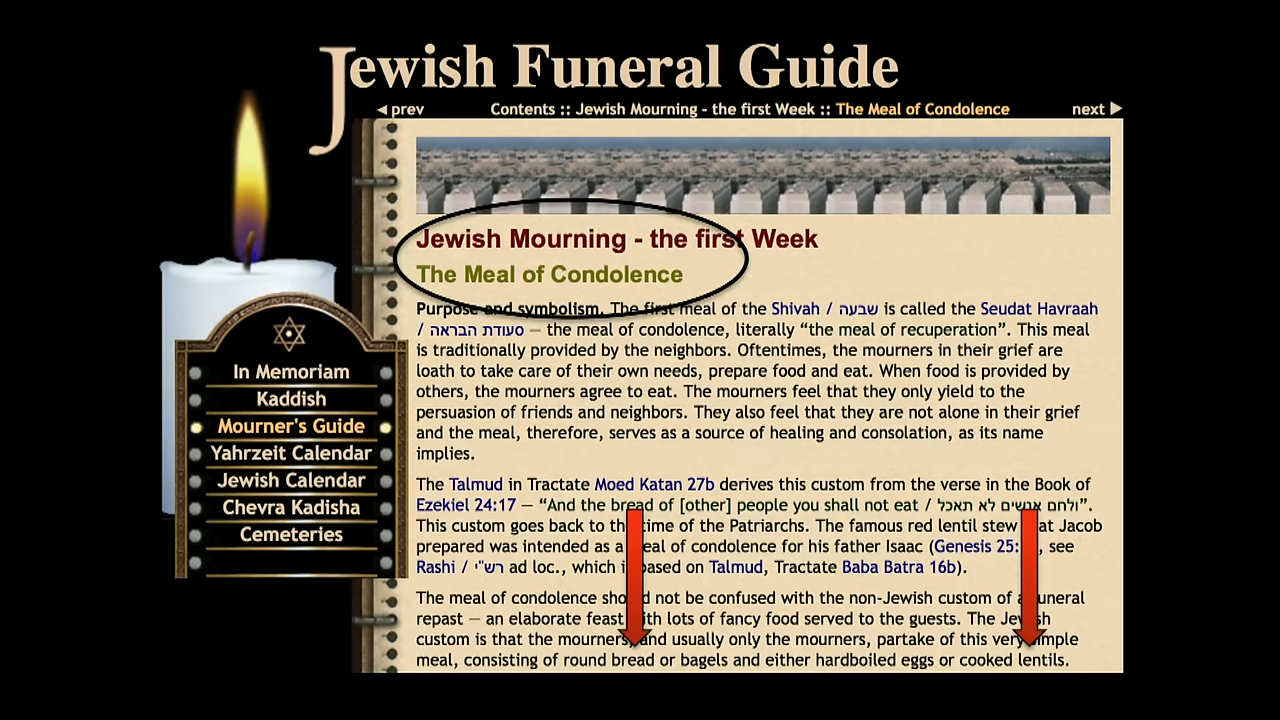 Jewish Funeral Guide
prev
Contents :: Jewish Mourning - the first Week :: The Meal of Condolence
next
Jewish Mourning - the first Week
The Meal of Condolence
Purpose and symbolism. The first meal of the Shivah / שבעה is called the Seudat Havraah
/ סעודת הבראה — the meal of condolence, literally “the meal of recuperation”. This meal
is traditionally provided by the neighbors. Oftentimes, the mourners in their grief are
loath to take care of their own needs, prepare food and eat. When food is provided by
others, the mourners agree to eat. The mourners feel that they only yield to the
persuasion of friends and neighbors. They also feel that they are not alone in their grief
and the meal, therefore, serves as a source of healing and consolation, as its name
implies.
The Talmud in Tractate Moed Katan 27b derives this custom from the verse in the Book of
Ezekiel 24:17 — “And the bread of [other] people you shall not eat / ולחם אנשים לא תאכל”.
This custom goes back to the time of the Patriarchs. The famous red lentil stew that Jacob
prepared was intended as a meal of condolence for his father Isaac (Genesis 25: , see
Rashi / רש"י ad loc., which is based on Talmud, Tractate Baba Batra 16b).
The meal of condolence should not be confused with the non-Jewish custom of a funeral
repast — an elaborate feast with lots of fancy food served to the guests. The Jewish
custom is that the mourners, and usually only the mourners, partake of this very simple
meal, consisting of round bread or bagels and either hardboiled eggs or cooked lentils.
In Memoriam
Kaddish
Mourner's Guide
Yahrzeit Calendar
Jewish Calendar
Chevra Kadisha
Cemeteries